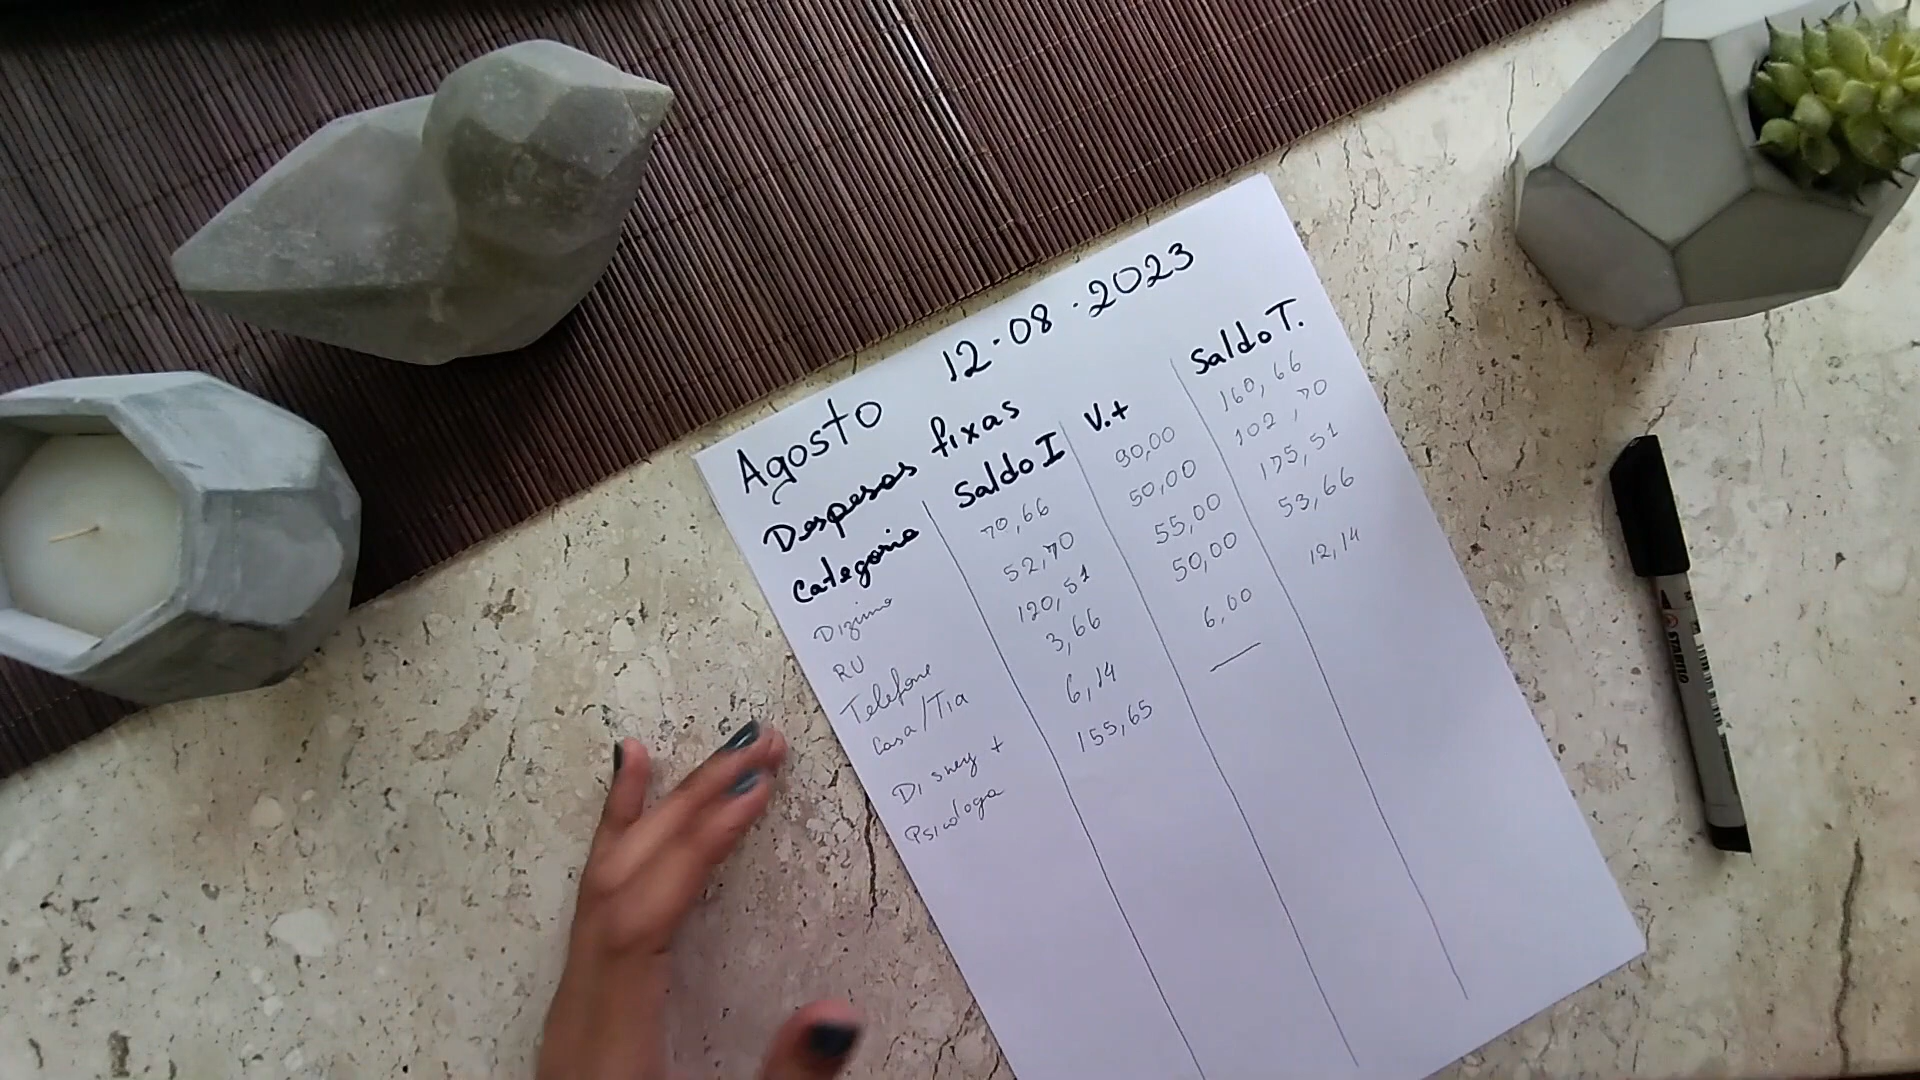 Agosto 12.08.2023
Despesas fixas
Categoria Saldo I V.+ Saldo T.
Dizimo 70,66 90,00 160,66
RU 52,70 50,00 102,70
Telefone 120,51 55,00 175,51
Casa/Tia 3,66 50,00 53,66
Disney + 6,14 6,00 12,14
Psicologa 155,65 —
STABILO